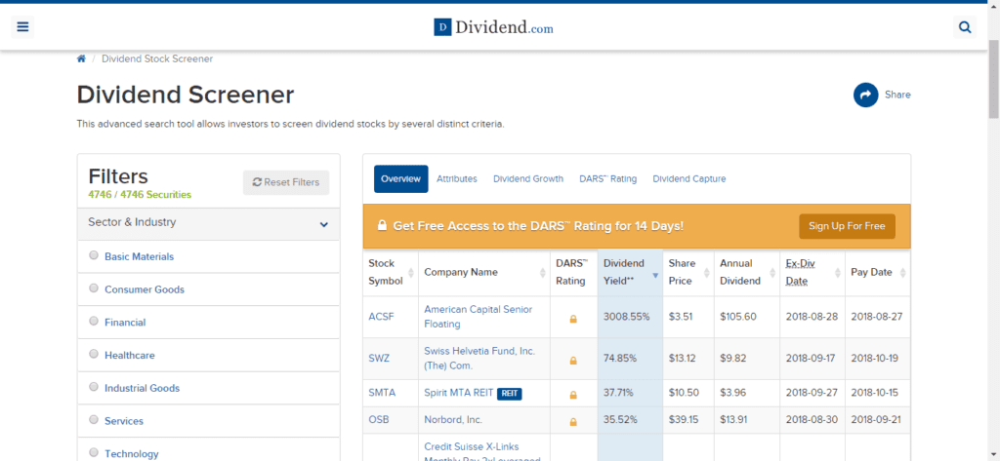 D Dividend.com
Dividend Stock Screener
Dividend Screener
Share
This advanced search tool allows investors to screen dividend stocks by several distinct criteria.
Filters
4746 / 4746 Securities
Reset Filters
Sector & Industry
Basic Materials
Consumer Goods
Financial
Healthcare
Industrial Goods
Services
Technology
Overview Attributes Dividend Growth DARS™ Rating Dividend Capture
Get Free Access to the DARS™ Rating for 14 Days! Sign Up For Free
Stock Symbol Company Name DARS™ Rating Dividend Yield** Share Price Annual Dividend Ex-Div Date Pay Date
ACSF American Capital Senior Floating 3008.55% $3.51 $105.60 2018-08-28 2018-08-27
SWZ Swiss Helvetia Fund, Inc. (The) Com. 74.85% $13.12 $9.82 2018-09-17 2018-10-19
SMTA Spirit MTA REIT REIT 37.71% $10.50 $3.96 2018-09-27 2018-10-15
OSB Norbord, Inc. 35.52% $39.15 $13.91 2018-08-30 2018-09-21
Credit Suisse X-Links
Monthly Pay 2xLeveraged